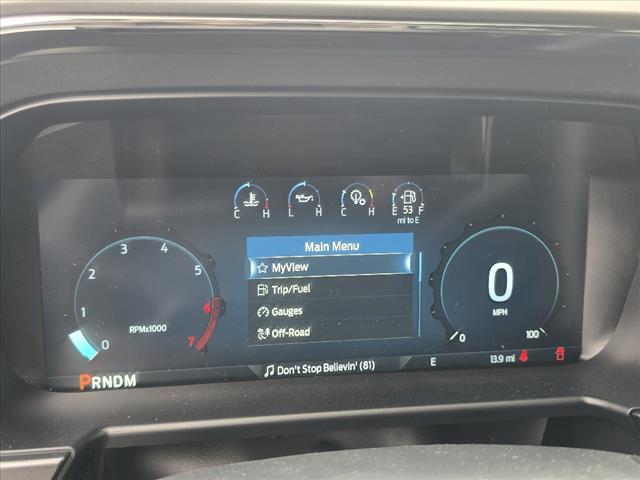 C H L H C H E 53 F
mi to E
Main Menu
MyView
Trip/Fuel
Gauges
Off-Road
0 1 2 3 4 5 6 7
RPMx1000
0
MPH
0 100
PRNDM
Don't Stop Believin' (81)
E
13.9 mi